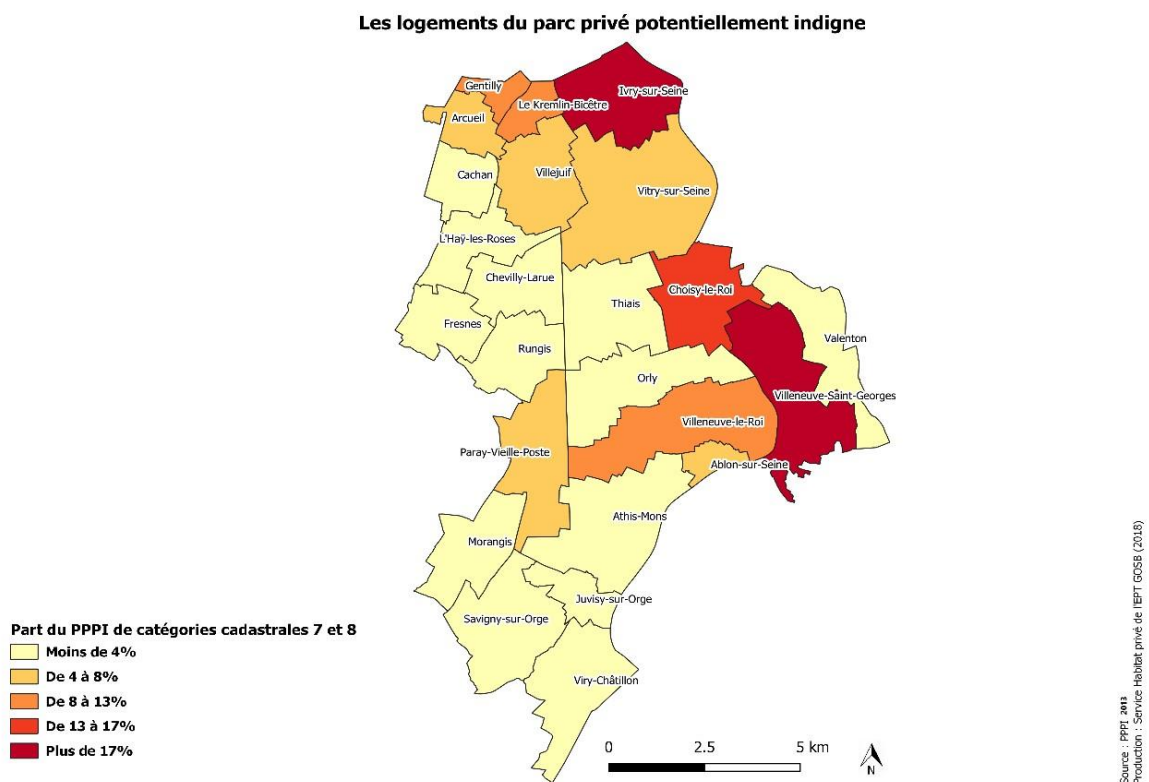 Les logements du parc privé potentiellement indigne
Gentilly
Ivry-sur-Seine
Le Kremlin-Bicêtre
Arcueil
Cachan
Villejuif
Vitry-sur-Seine
L'Haÿ-les-Roses
Chevilly-Larue
Choisy-le-Roi
Thiais
Fresnes
Valenton
Rungis
Orly
Villeneuve-Saint-Georges
Villeneuve-le-Roi
Paray-Vieille-Poste
Ablon-sur-Seine
Athis-Mons
Morangis
Juvisy-sur-Orge
Savigny-sur-Orge
Viry-Châtillon
Part du PPPI de catégories cadastrales 7 et 8
Moins de 4%
De 4 à 8%
De 8 à 13%
De 13 à 17%
Plus de 17%
0 2.5 5 km
N
Source : PPPI 2013
Production : Service Habitat privé de l'EPT GOSB (2018)